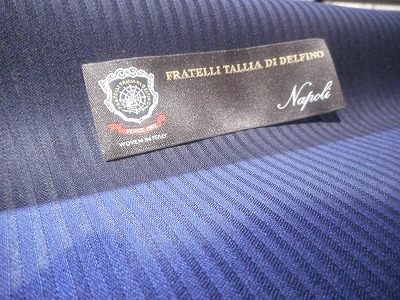 FRATELLI TALLIA DI DELFINO
Napoli
WOVEN IN ITALY